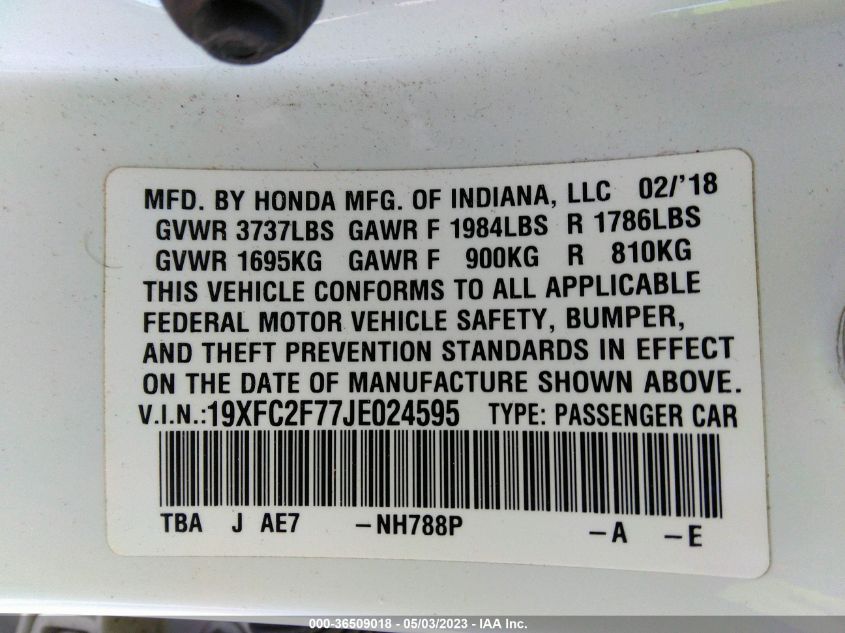 MFD. BY HONDA MFG. OF INDIANA, LLC 02/'18
GVWR 3737LBS GAWR F 1984LBS R 1786LBS
GVWR 1695KG GAWR F 900KG R 810KG
THIS VEHICLE CONFORMS TO ALL APPLICABLE
FEDERAL MOTOR VEHICLE SAFETY, BUMPER,
AND THEFT PREVENTION STANDARDS IN EFFECT
ON THE DATE OF MANUFACTURE SHOWN ABOVE.
V.I.N.:19XFC2F77JE024595 TYPE: PASSENGER CAR
TBA J AE7 -NH788P -A -E
000-36509018 - 05/03/2023 - IAA Inc.